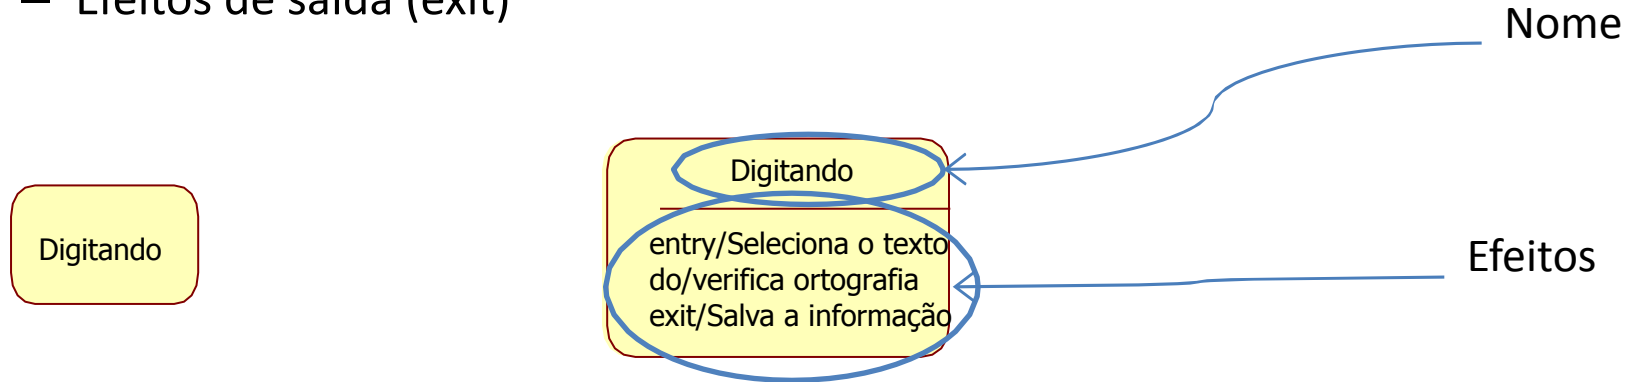 – Efeitos de saída (exit)
Nome
Digitando
Digitando
entry/Seleciona o texto
do/verifica ortografia
exit/Salva a informação
Efeitos